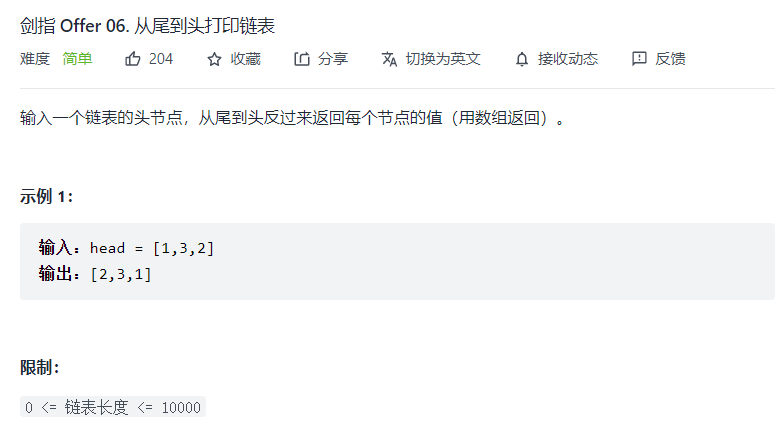 剑指 Offer 06. 从尾到头打印链表
难度 简单 204 收藏 分享 切换为英文 接收动态 反馈
输入一个链表的头节点，从尾到头反过来返回每个节点的值（用数组返回）。
示例 1：
输入：head = [1,3,2]
输出：[2,3,1]
限制：
0 <= 链表长度 <= 10000